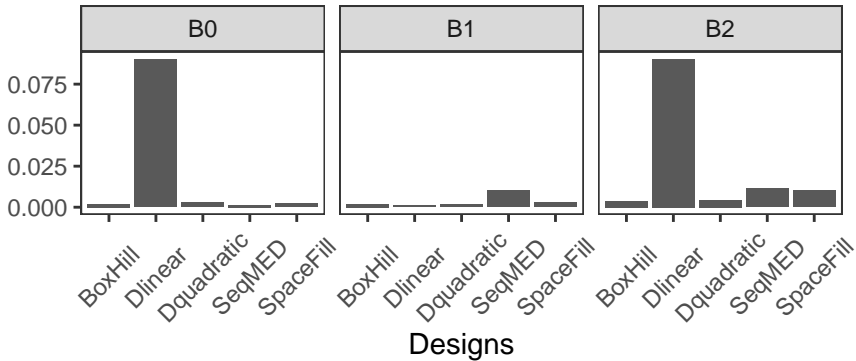 B0 B1 B2
0.075
0.050
0.025
0.000
BoxHill Dlinear Dquadratic SeqMED SpaceFill BoxHill Dlinear Dquadratic SeqMED SpaceFill BoxHill Dlinear Dquadratic SeqMED SpaceFill
Designs